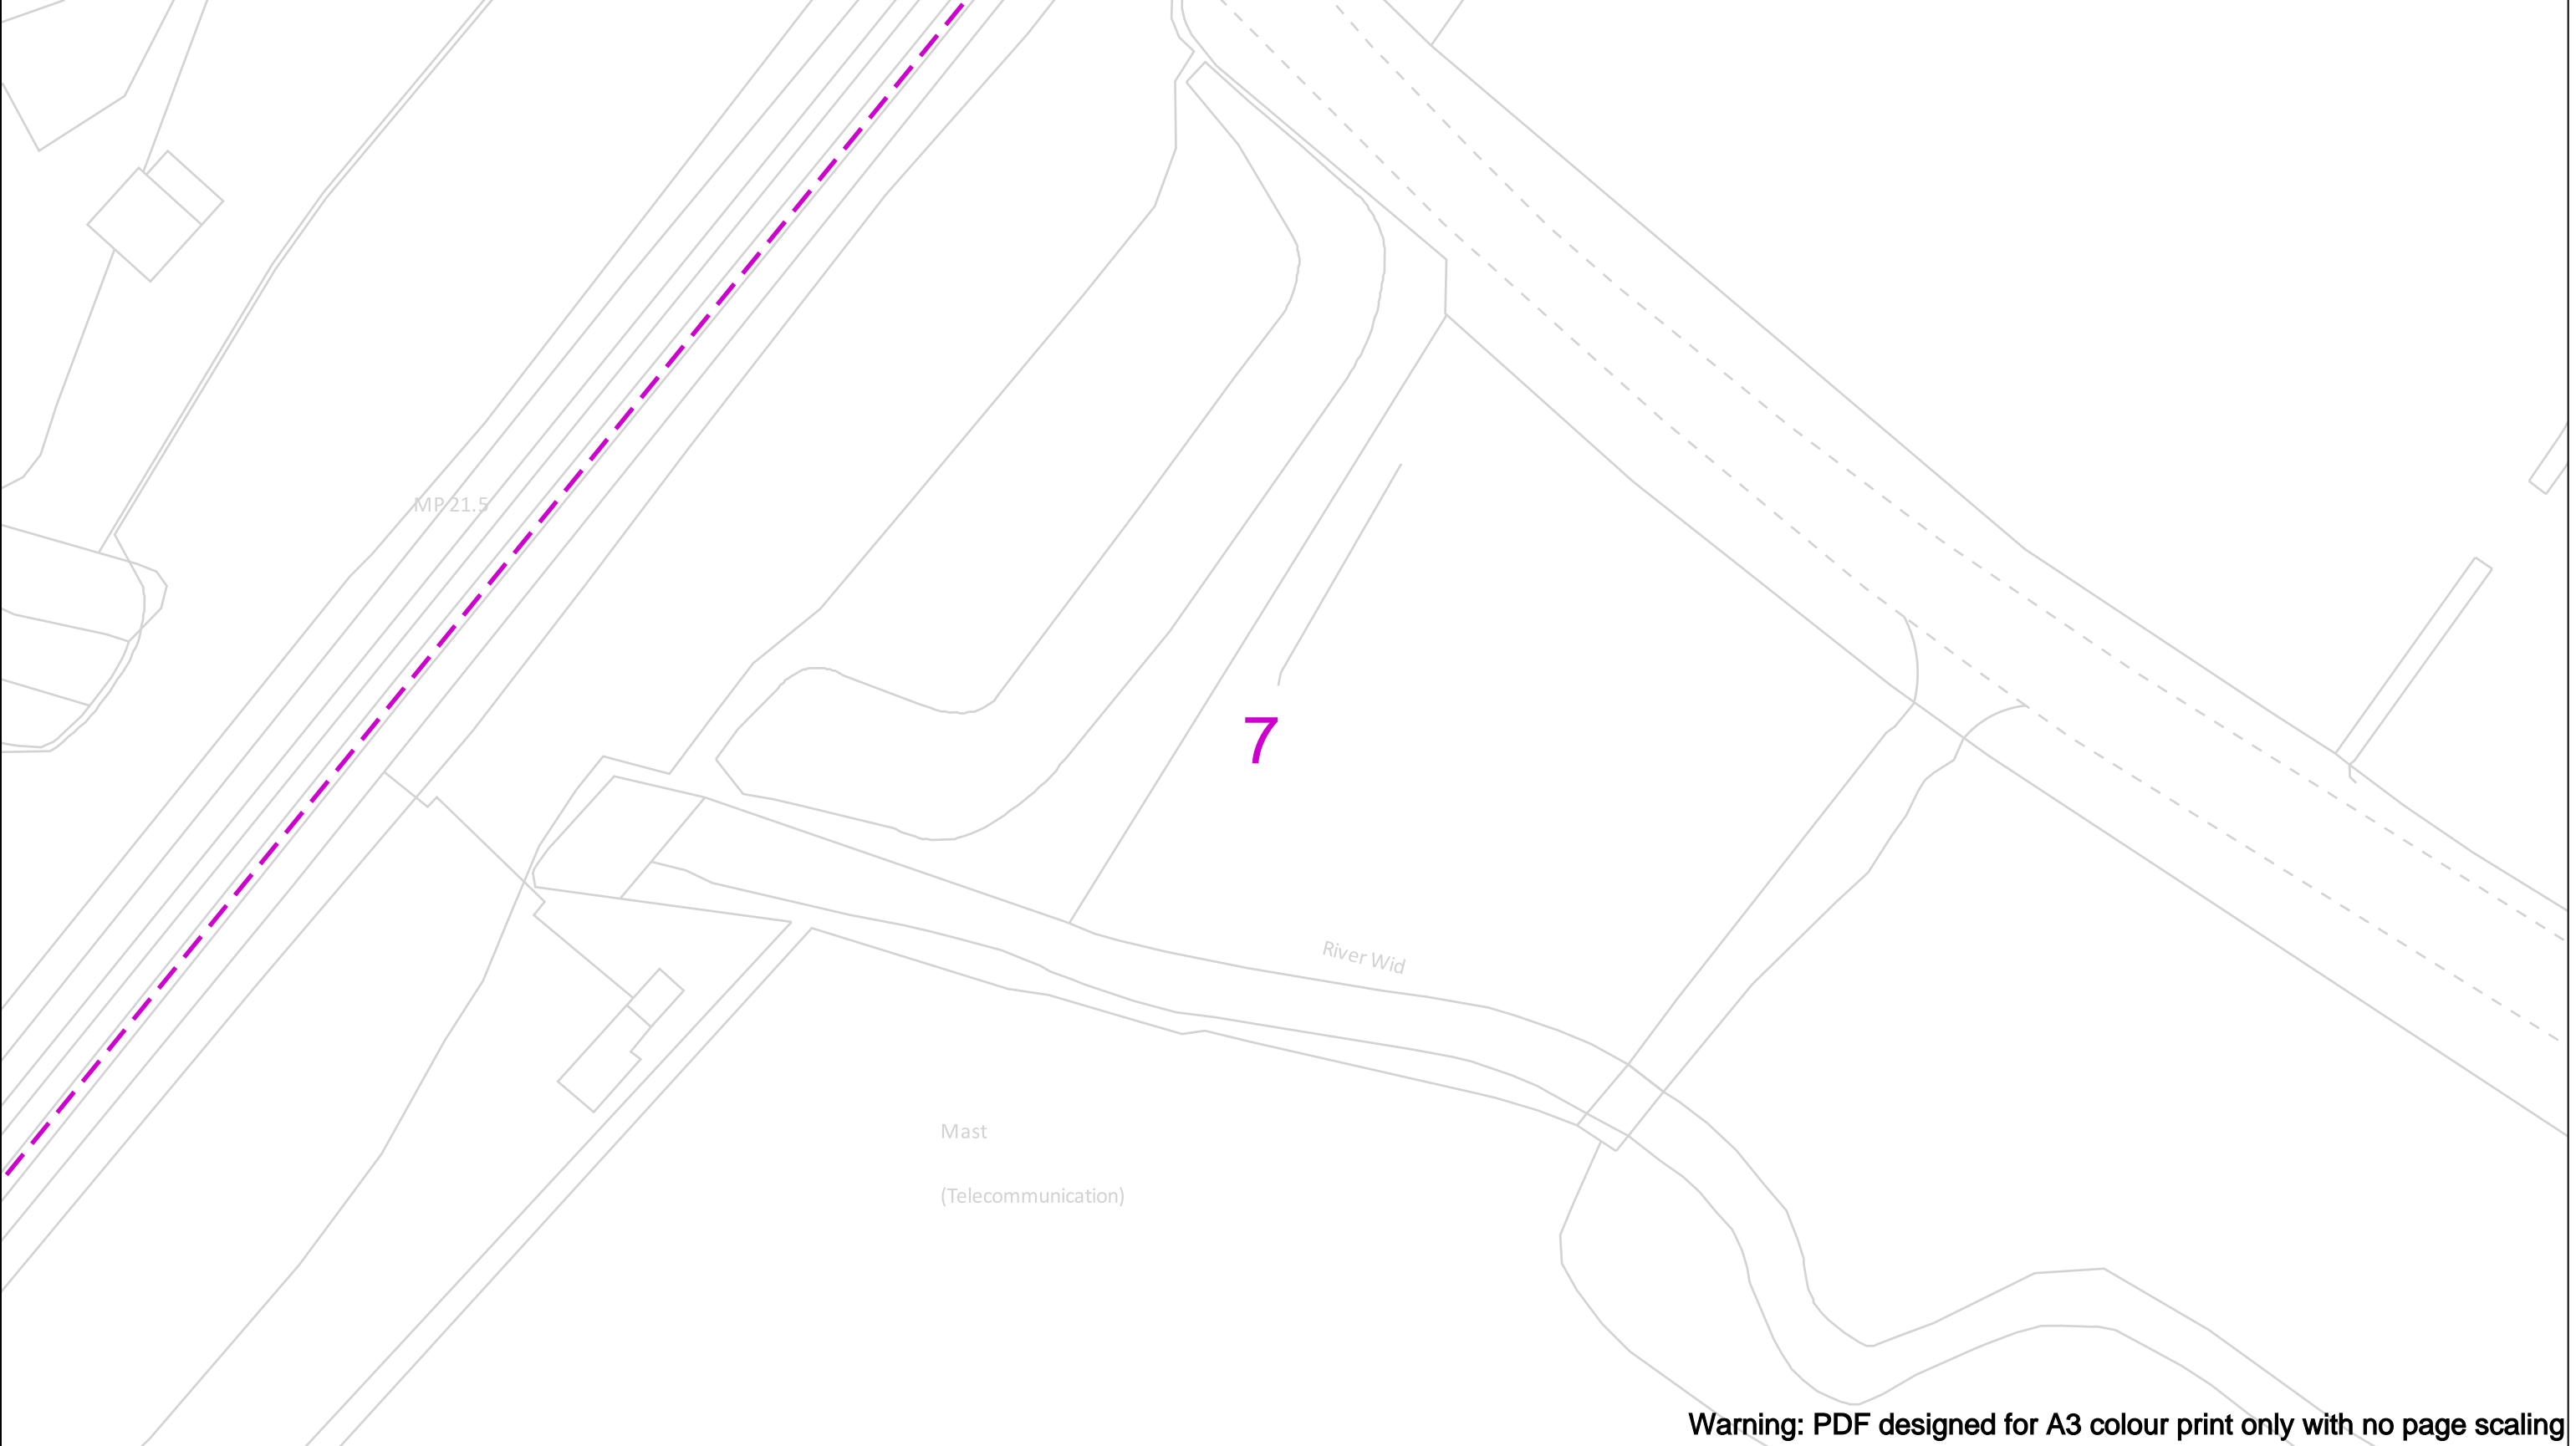 MP 21.5
7
River Wid
Mast
(Telecommunication)
Warning: PDF designed for A3 colour print only with no page scaling